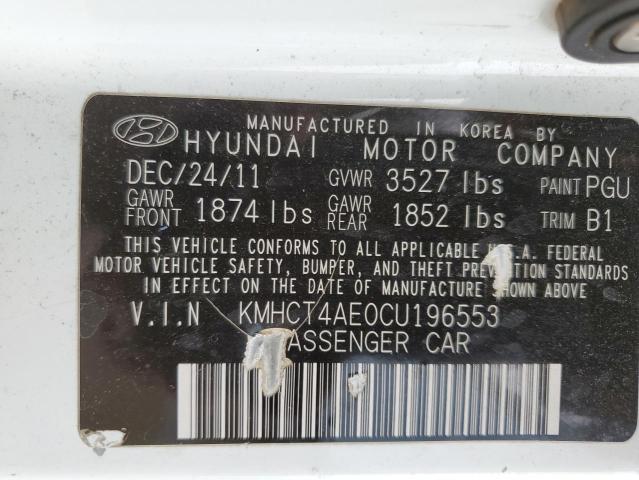 MANUFACTURED IN KOREA BY
HYUNDAI MOTOR COMPANY
DEC/24/11 GVWR 3527 lbs PAINT PGU
GAWR FRONT 1874 lbs GAWR REAR 1852 lbs TRIM B1
THIS VEHICLE CONFORMS TO ALL APPLICABLE U.S.A. FEDERAL
MOTOR VEHICLE SAFETY, BUMPER, AND THEFT PREVENTION STANDARDS
IN EFFECT ON THE DATE OF MANUFACTURE SHOWN ABOVE
V.I.N KMHCT4AE0CU196553
PASSENGER CAR